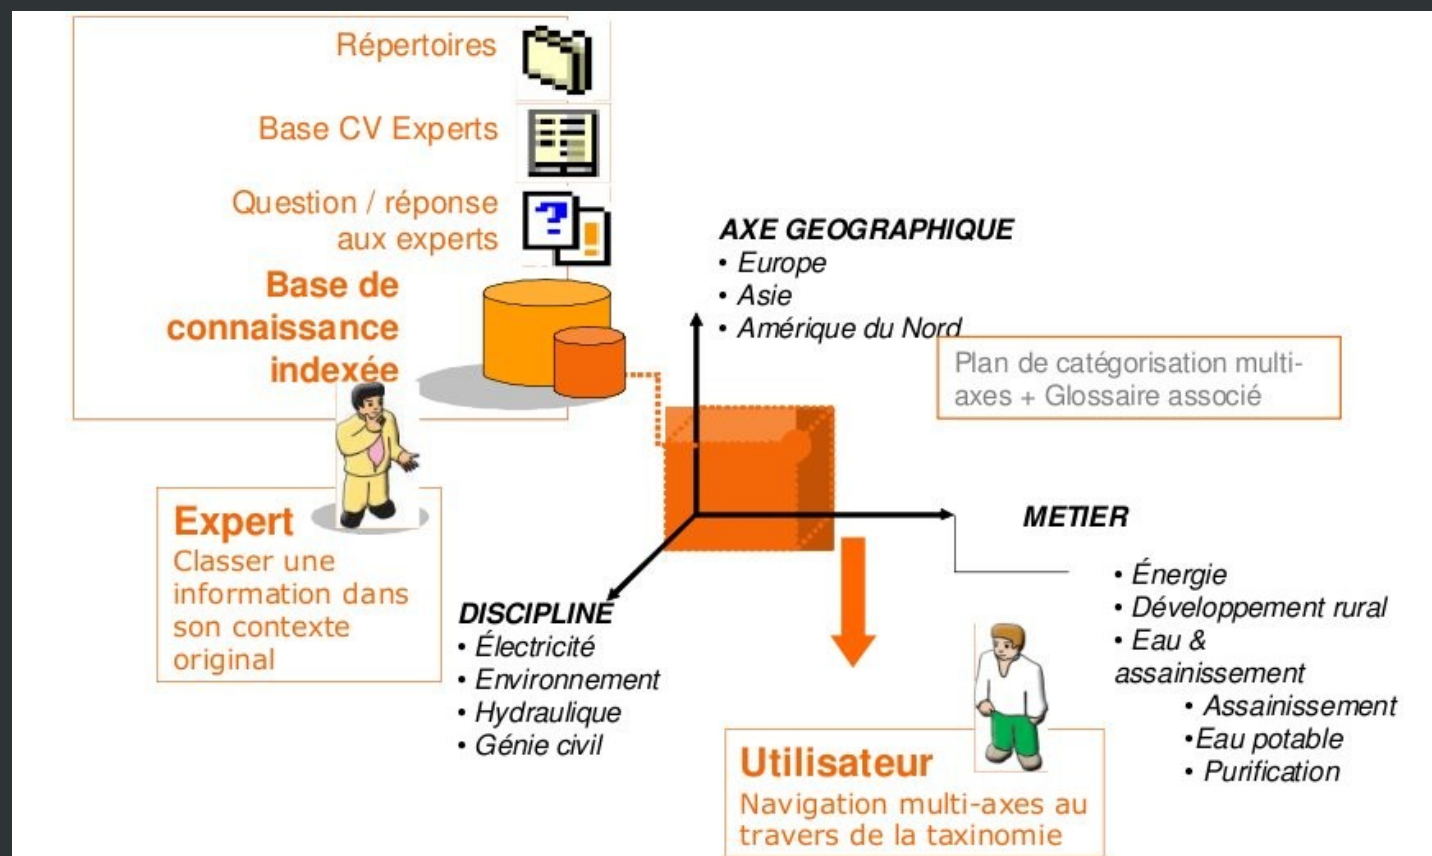 Répertoires
Base CV Experts
Question / réponse
aux experts
Base de
connaissance
indexée
AXE GEOGRAPHIQUE
• Europe
• Asie
• Amérique du Nord
Plan de catégorisation multi-
axes + Glossaire associé
Expert
Classer une
information dans
son contexte
original
METIER
• Énergie
• Développement rural
• Eau &
assainissement
• Assainissement
•Eau potable
• Purification
DISCIPLINE
• Électricité
• Environnement
• Hydraulique
• Génie civil
Utilisateur
Navigation multi-axes au
travers de la taxinomie